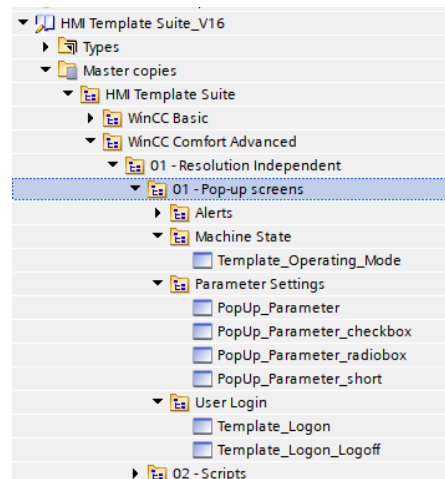 HMI Template Suite_V16
Types
Master copies
HMI Template Suite
WinCC Basic
WinCC Comfort Advanced
01 - Resolution Independent
01 - Pop-up screens
Alerts
Machine State
Template_Operating_Mode
Parameter Settings
PopUp_Parameter
PopUp_Parameter_checkbox
PopUp_Parameter_radiobox
PopUp_Parameter_short
User Login
Template_Logon
Template_Logon_Logoff
02 - Scripts